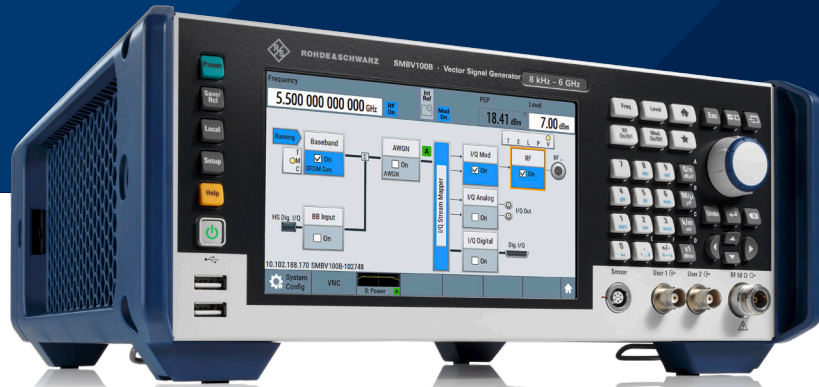 R&S
ROHDE&SCHWARZ SMBV100B · Vector Signal Generator 8 kHz – 6 GHz
Preset
Save/
Rcl
Local
Setup
Help
Frequency
5.500 000 000 000 GHz
RF
On
Int
Ref
Mod
On
PEP
18.41 dBm
Level
7.00 dBm
Running
Baseband
On
OFDM Gen.
T
M
C
AWGN
On
AWGN
A
HS Dig. I/Q
BB Input
On
I/Q Stream Mapper
I/Q Mod
On
I/Q Analog
On
I/Q Out
I/Q Digital
On
Dig. I/Q
T E L P V
RF
On
RF ..
10.102.188.170 SMBV100B-102748
System
Config
VNC
0: Power A
Freq
Level
Esc
RF
On/Off
Mod
On/Off
7
8
9
G/n
4
5
6
M/µ
Undo
1
2
3
k/m
0
x1
A
B
C
D
E
Sensor
User 1
User 2
RF 50 Ω